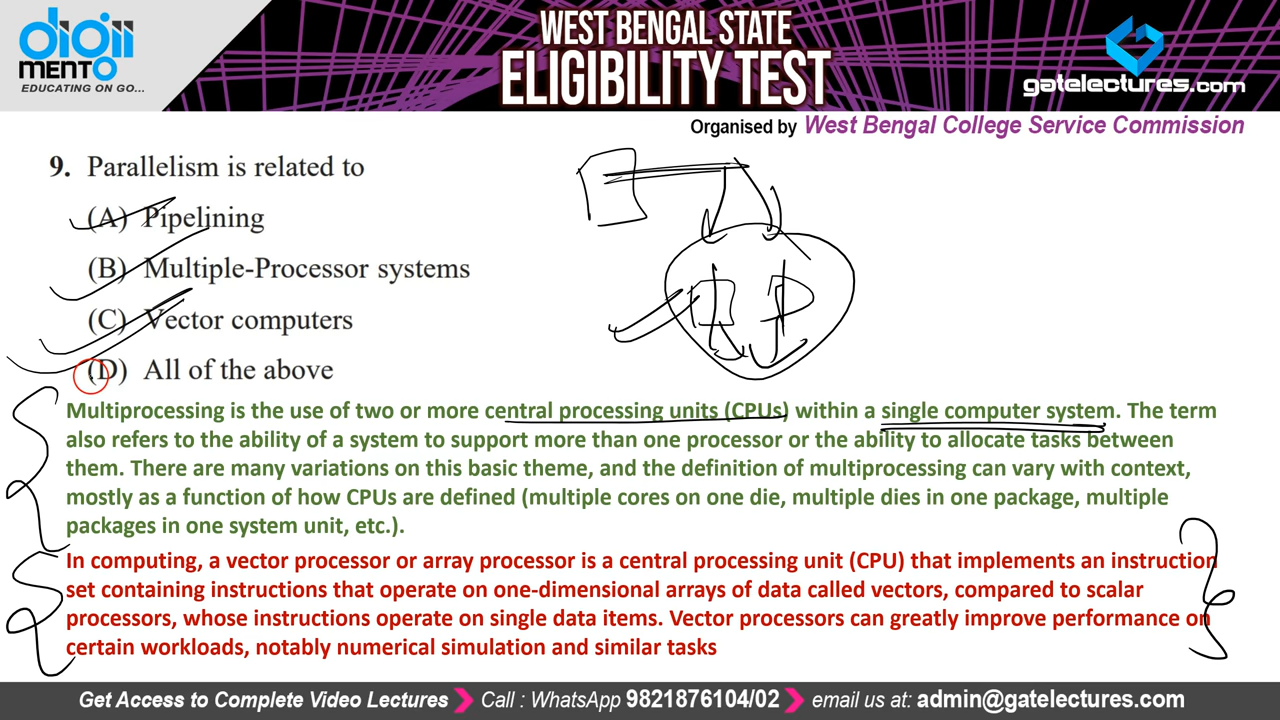 digii
mento
EDUCATING ON GO...
WEST BENGAL STATE
ELIGIBILITY TEST
gatelectures.com
Organised by West Bengal College Service Commission
9. Parallelism is related to
(A) Pipelining
(B) Multiple-Processor systems
(C) Vector computers
(D) All of the above
Multiprocessing is the use of two or more central processing units (CPUs) within a single computer system. The term
also refers to the ability of a system to support more than one processor or the ability to allocate tasks between
them. There are many variations on this basic theme, and the definition of multiprocessing can vary with context,
mostly as a function of how CPUs are defined (multiple cores on one die, multiple dies in one package, multiple
packages in one system unit, etc.).
In computing, a vector processor or array processor is a central processing unit (CPU) that implements an instruction
set containing instructions that operate on one-dimensional arrays of data called vectors, compared to scalar
processors, whose instructions operate on single data items. Vector processors can greatly improve performance on
certain workloads, notably numerical simulation and similar tasks
Get Access to Complete Video Lectures Call : WhatsApp 9821876104/02 email us at: admin@gatelectures.com